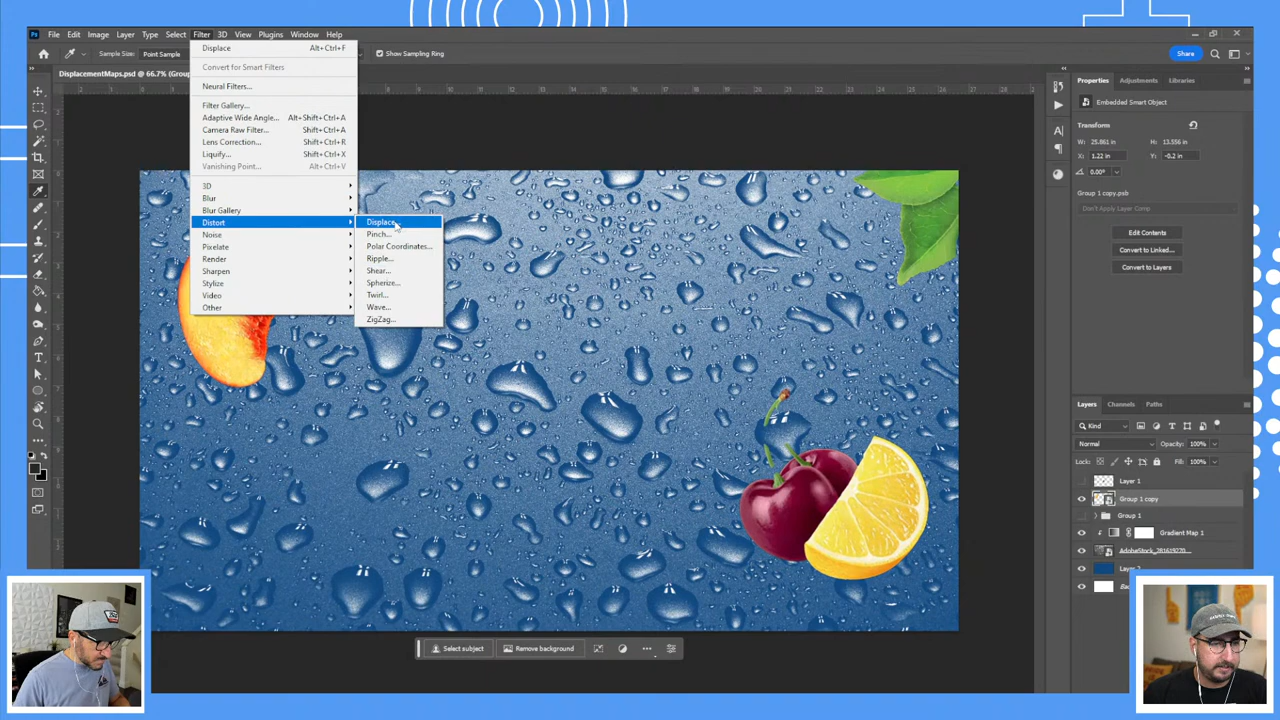 Ps File Edit Image Layer Type Select Filter 3D View Plugins Window Help
Sample Size: Point Sample Show Sampling Ring Share
DisplacementMaps.psd @ 66.7% (Grou
Displace Alt+Ctrl+F
Convert for Smart Filters
Neural Filters...
Filter Gallery...
Adaptive Wide Angle... Alt+Shift+Ctrl+A
Camera Raw Filter... Shift+Ctrl+A
Lens Correction... Shift+Ctrl+R
Liquify... Shift+Ctrl+X
Vanishing Point... Alt+Ctrl+V
3D
Blur
Blur Gallery
Distort
Noise
Pixelate
Render
Sharpen
Stylize
Video
Other
Displace...
Pinch...
Polar Coordinates...
Ripple...
Shear...
Spherize...
Twirl...
Wave...
ZigZag...
Properties Adjustments Libraries
Embedded Smart Object
Transform
W: 25.861 in H: 13.556 in
X: 1.22 in Y: -0.2 in
0.00°
Group 1 copy.psb
Don't Apply Layer Comp
Edit Contents
Convert to Linked...
Convert to Layers
Layers Channels Paths
Kind
Normal Opacity: 100%
Lock: Fill: 100%
Layer 1
Group 1 copy
Group 1
Gradient Map 1
Select subject Remove background